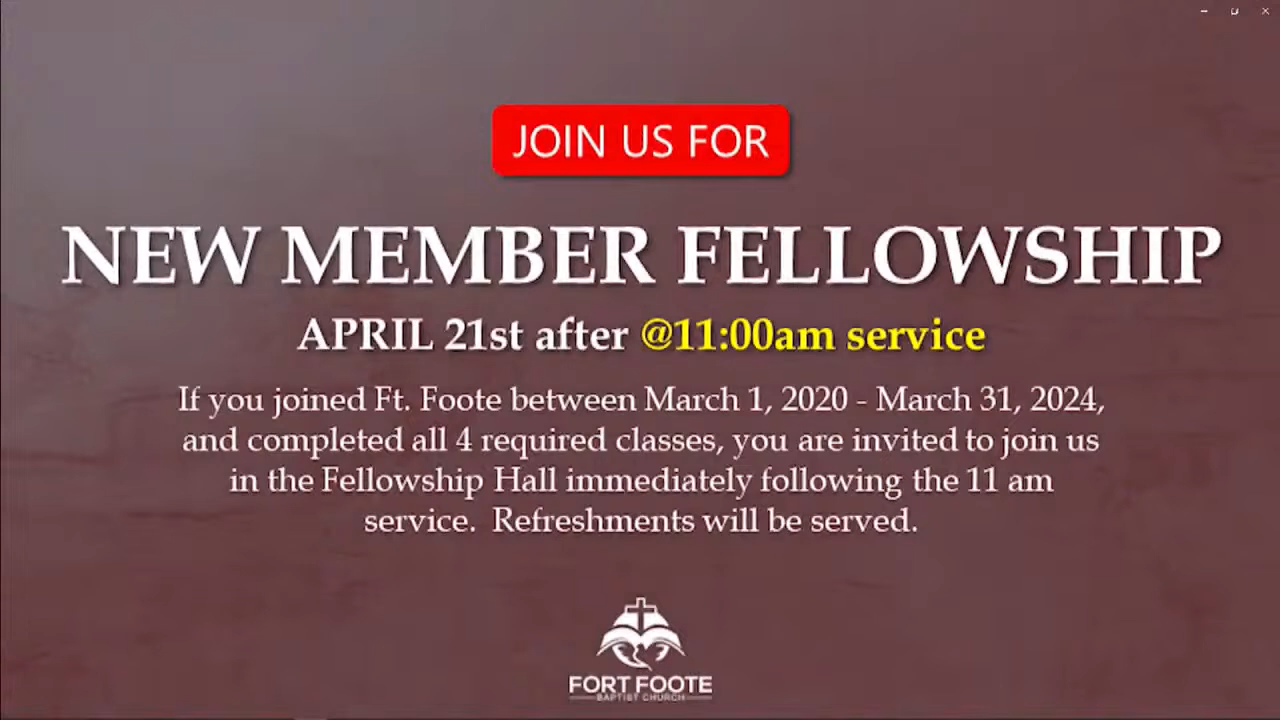 JOIN US FOR
NEW MEMBER FELLOWSHIP
APRIL 21st after @11:00am service
If you joined Ft. Foote between March 1, 2020 - March 31, 2024,
and completed all 4 required classes, you are invited to join us
in the Fellowship Hall immediately following the 11 am
service.  Refreshments will be served.
FORT FOOTE
BAPTIST CHURCH